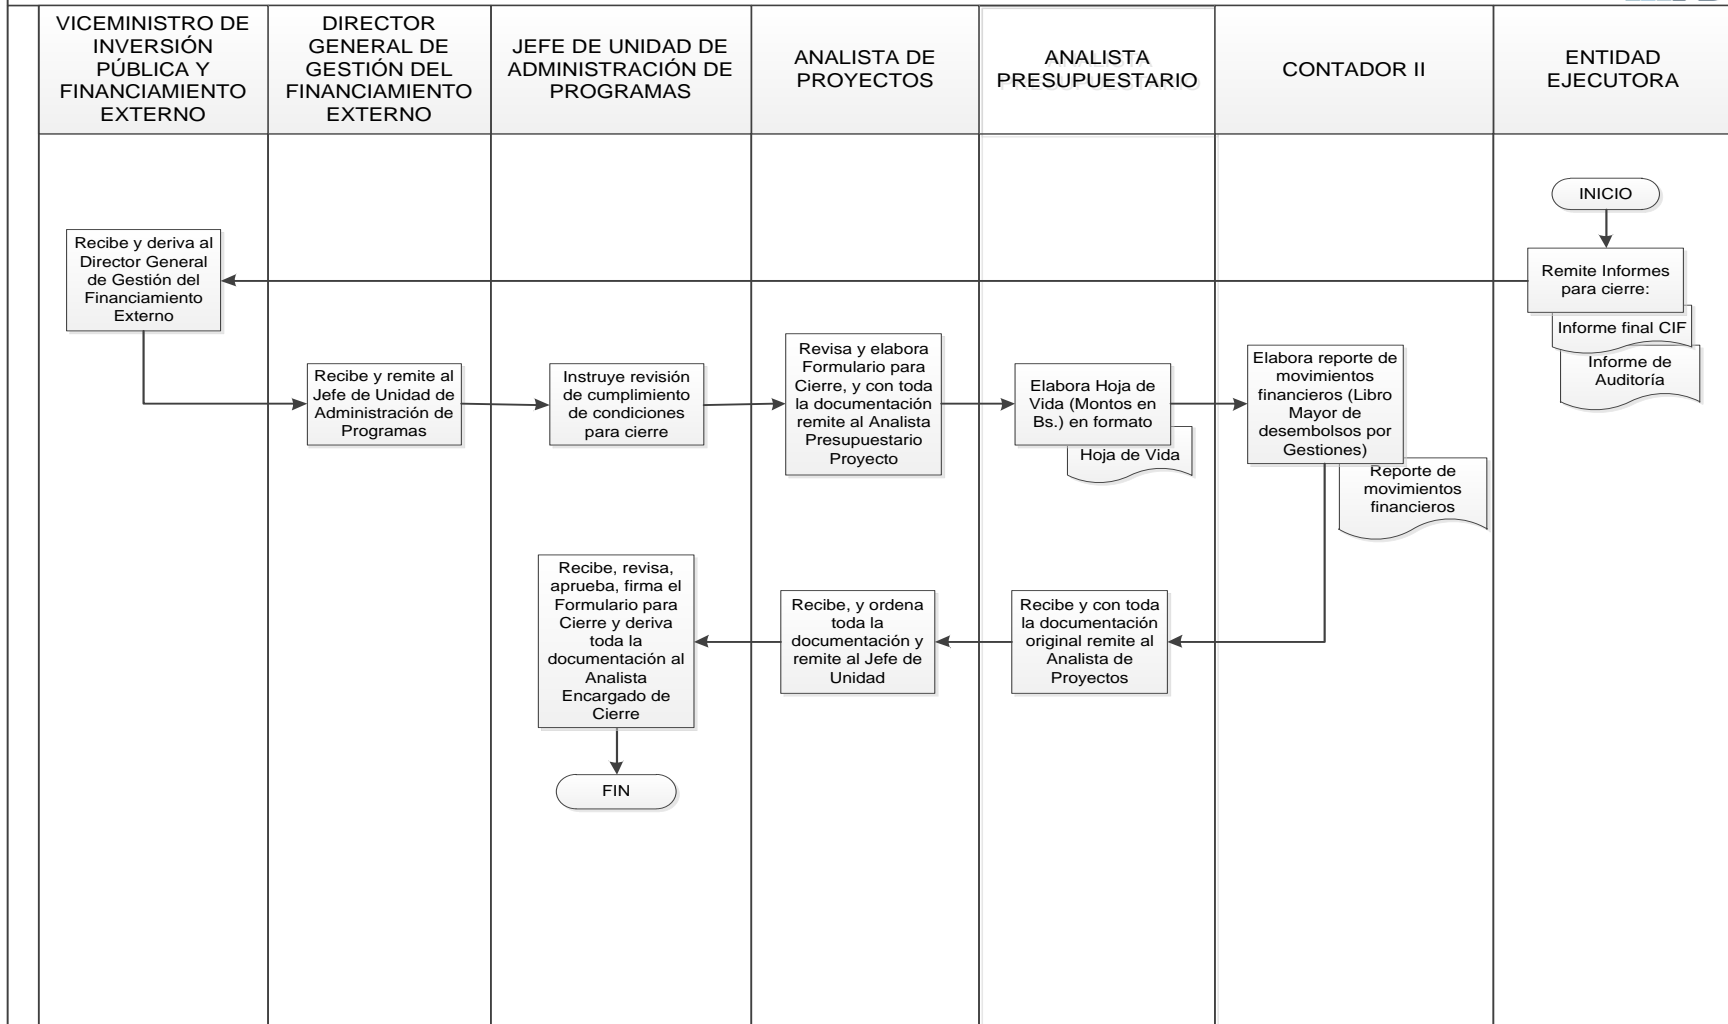 VICEMINISTRO DE
INVERSIÓN
PÚBLICA Y
FINANCIAMIENTO
EXTERNO
DIRECTOR
GENERAL DE
GESTIÓN DEL
FINANCIAMIENTO
EXTERNO
JEFE DE UNIDAD DE
ADMINISTRACIÓN DE
PROGRAMAS
ANALISTA DE
PROYECTOS
ANALISTA
PRESUPUESTARIO
CONTADOR II
ENTIDAD
EJECUTORA
INICIO
Remite Informes
para cierre:
Informe final CIF
Informe de
Auditoría
Recibe y deriva al
Director General
de Gestión del
Financiamiento
Externo
Recibe y remite al
Jefe de Unidad de
Administración de
Programas
Instruye revisión
de cumplimiento
de condiciones
para cierre
Revisa y elabora
Formulario para
Cierre, y con toda
la documentación
remite al Analista
Presupuestario
Proyecto
Elabora Hoja de
Vida (Montos en
Bs.) en formato
Hoja de Vida
Elabora reporte de
movimientos
financieros (Libro
Mayor de
desembolsos por
Gestiones)
Reporte de
movimientos
financieros
Recibe y con toda
la documentación
original remite al
Analista de
Proyectos
Recibe, y ordena
toda la
documentación y
remite al Jefe de
Unidad
Recibe, revisa,
aprueba, firma el
Formulario para
Cierre y deriva
toda la
documentación al
Analista
Encargado de
Cierre
FIN